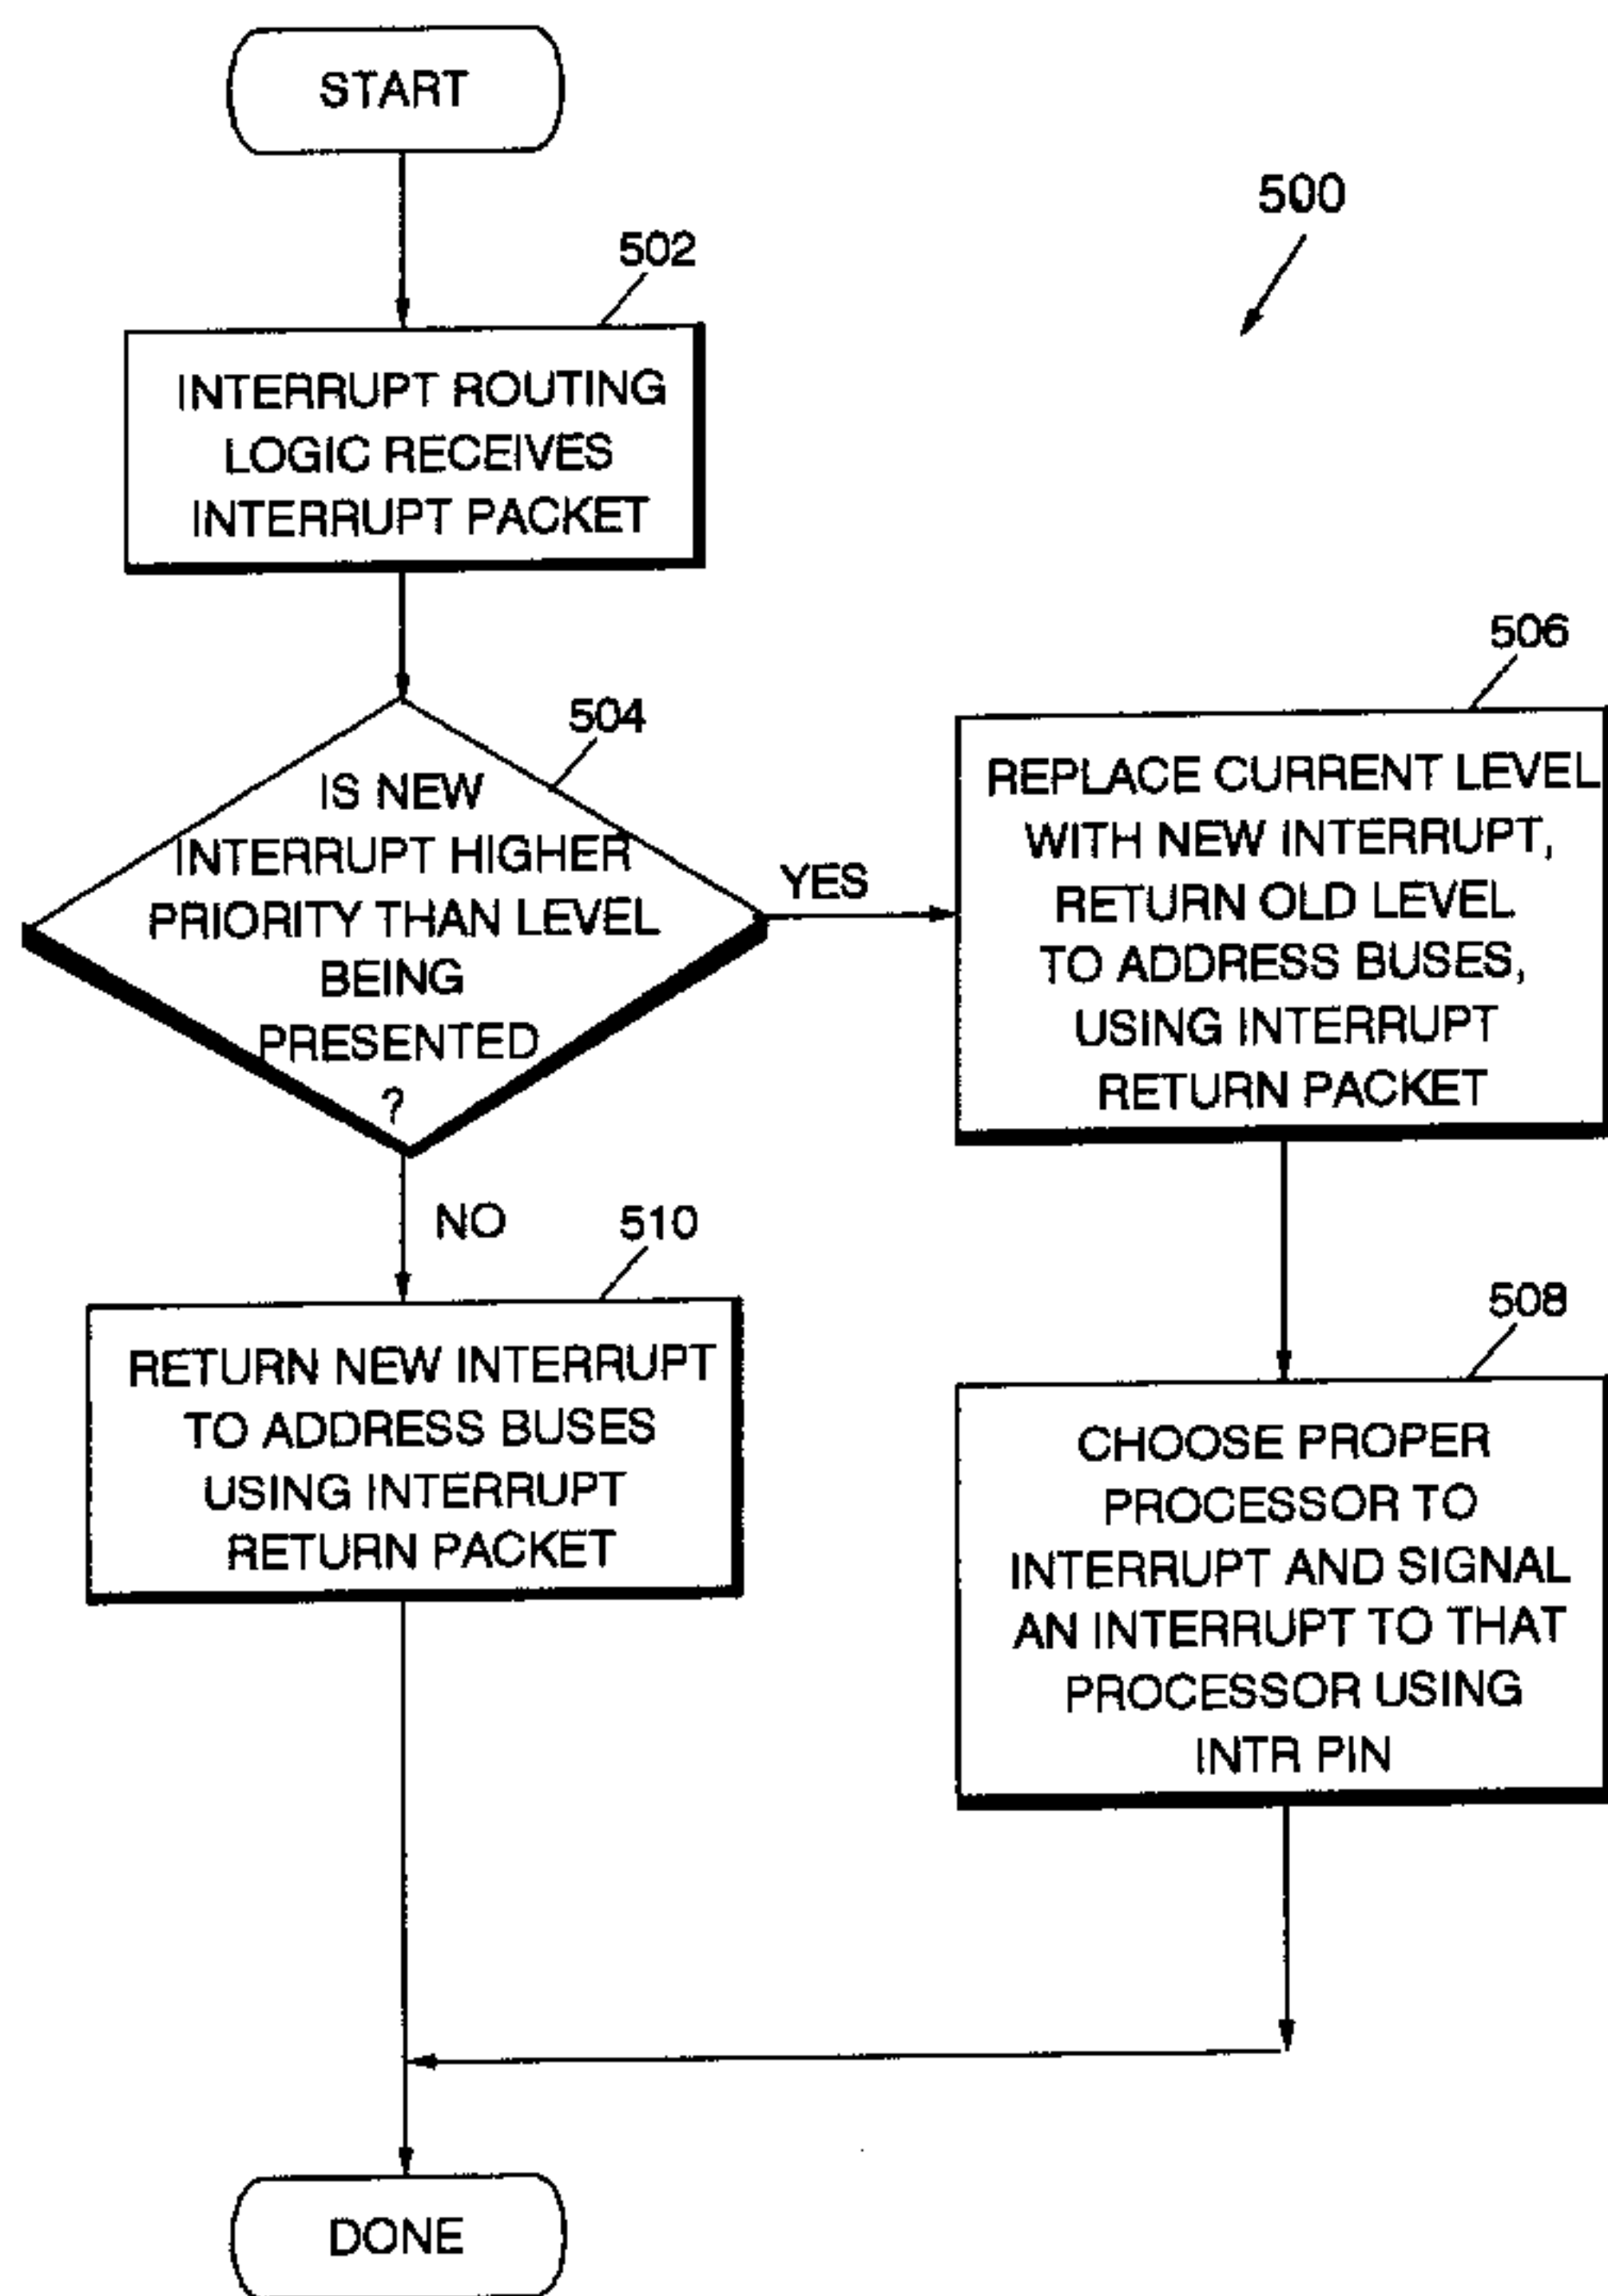 START
500
502
INTERRUPT ROUTING
LOGIC RECEIVES
INTERRUPT PACKET
504
IS NEW
INTERRUPT HIGHER
PRIORITY THAN LEVEL
BEING
PRESENTED
?
YES
506
REPLACE CURRENT LEVEL
WITH NEW INTERRUPT,
RETURN OLD LEVEL
TO ADDRESS BUSES,
USING INTERRUPT
RETURN PACKET
NO
510
RETURN NEW INTERRUPT
TO ADDRESS BUSES
USING INTERRUPT
RETURN PACKET
508
CHOOSE PROPER
PROCESSOR TO
INTERRUPT AND SIGNAL
AN INTERRUPT TO THAT
PROCESSOR USING
INTR PIN
DONE